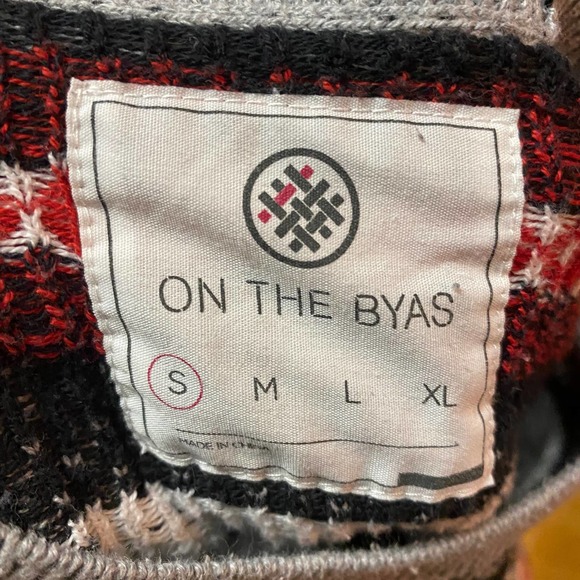 ON THE BYAS
S M L XL
MADE IN CHINA